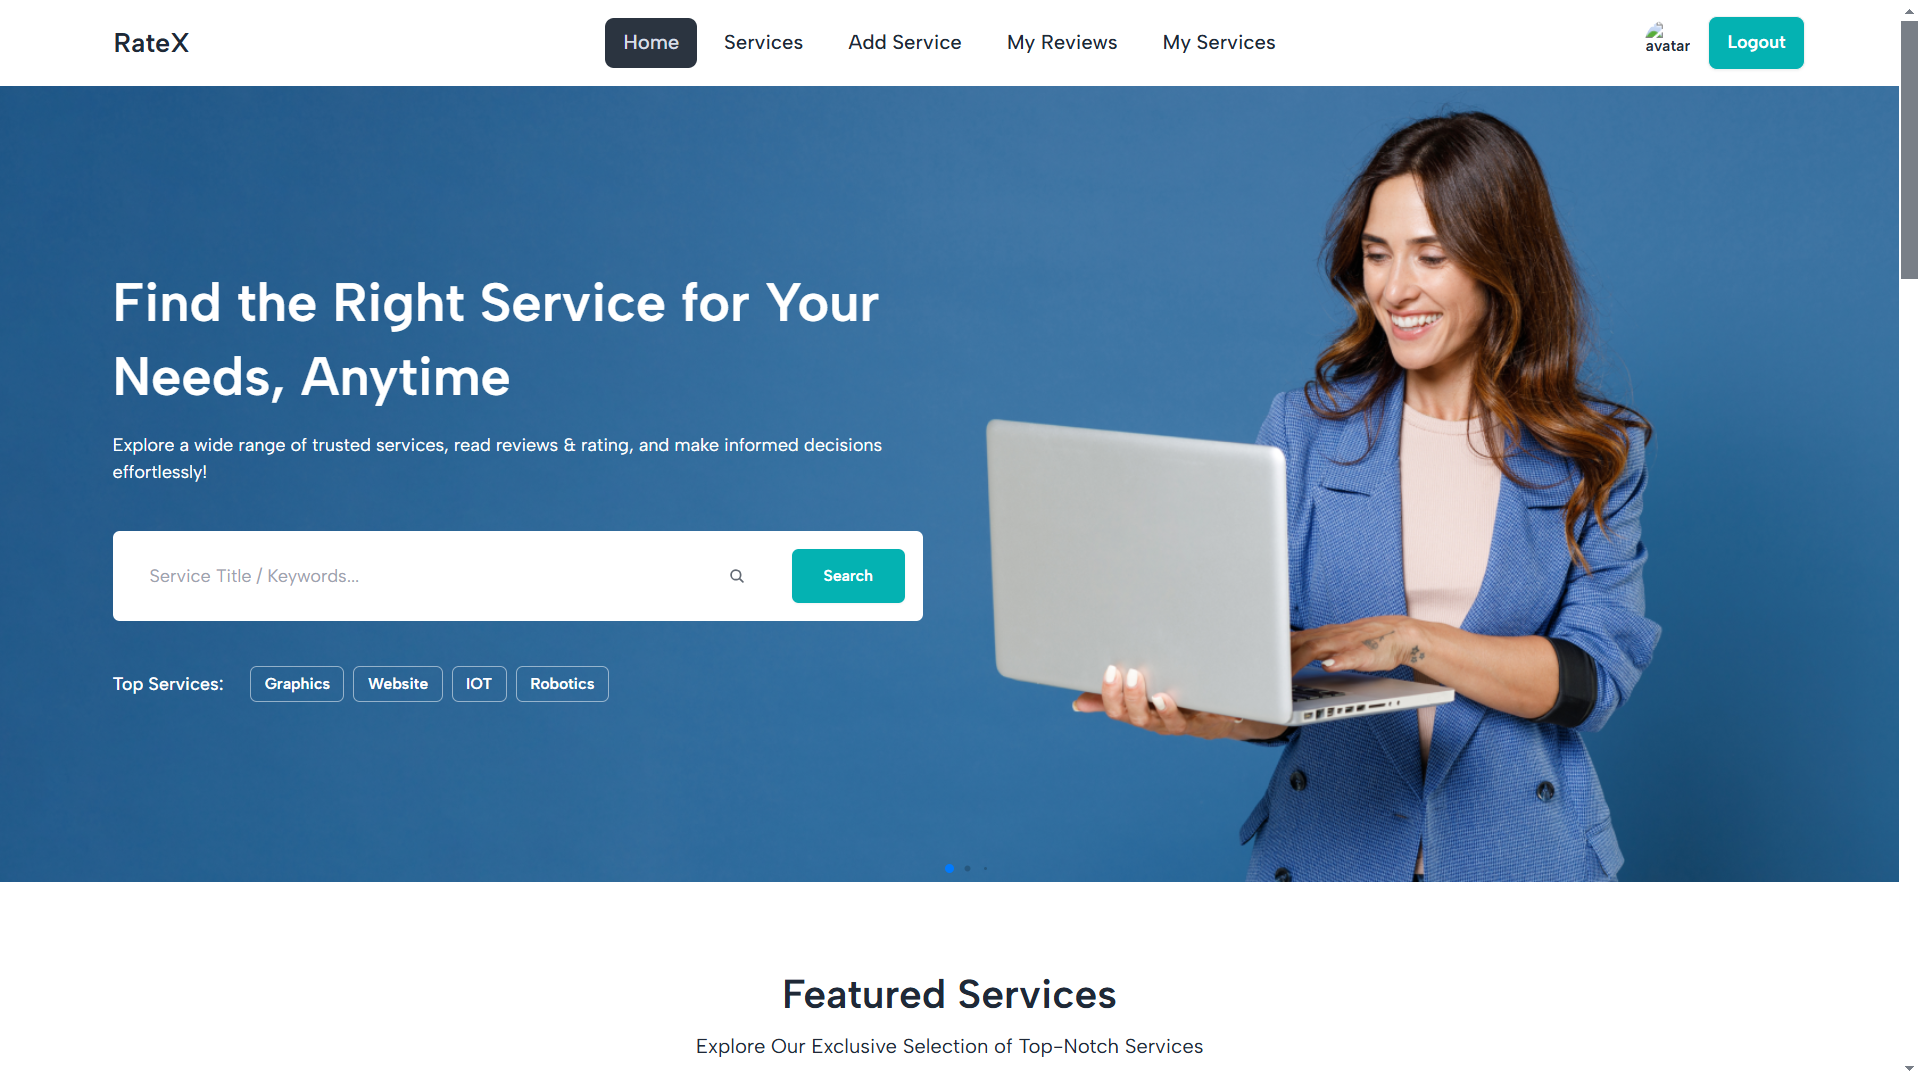 RateX
Home
Services
Add Service
My Reviews
My Services
avatar
Logout
Find the Right Service for Your
Needs, Anytime
Explore a wide range of trusted services, read reviews & rating, and make informed decisions
effortlessly!
Service Title / Keywords...
Search
Top Services:
Graphics
Website
IOT
Robotics
Featured Services
Explore Our Exclusive Selection of Top-Notch Services